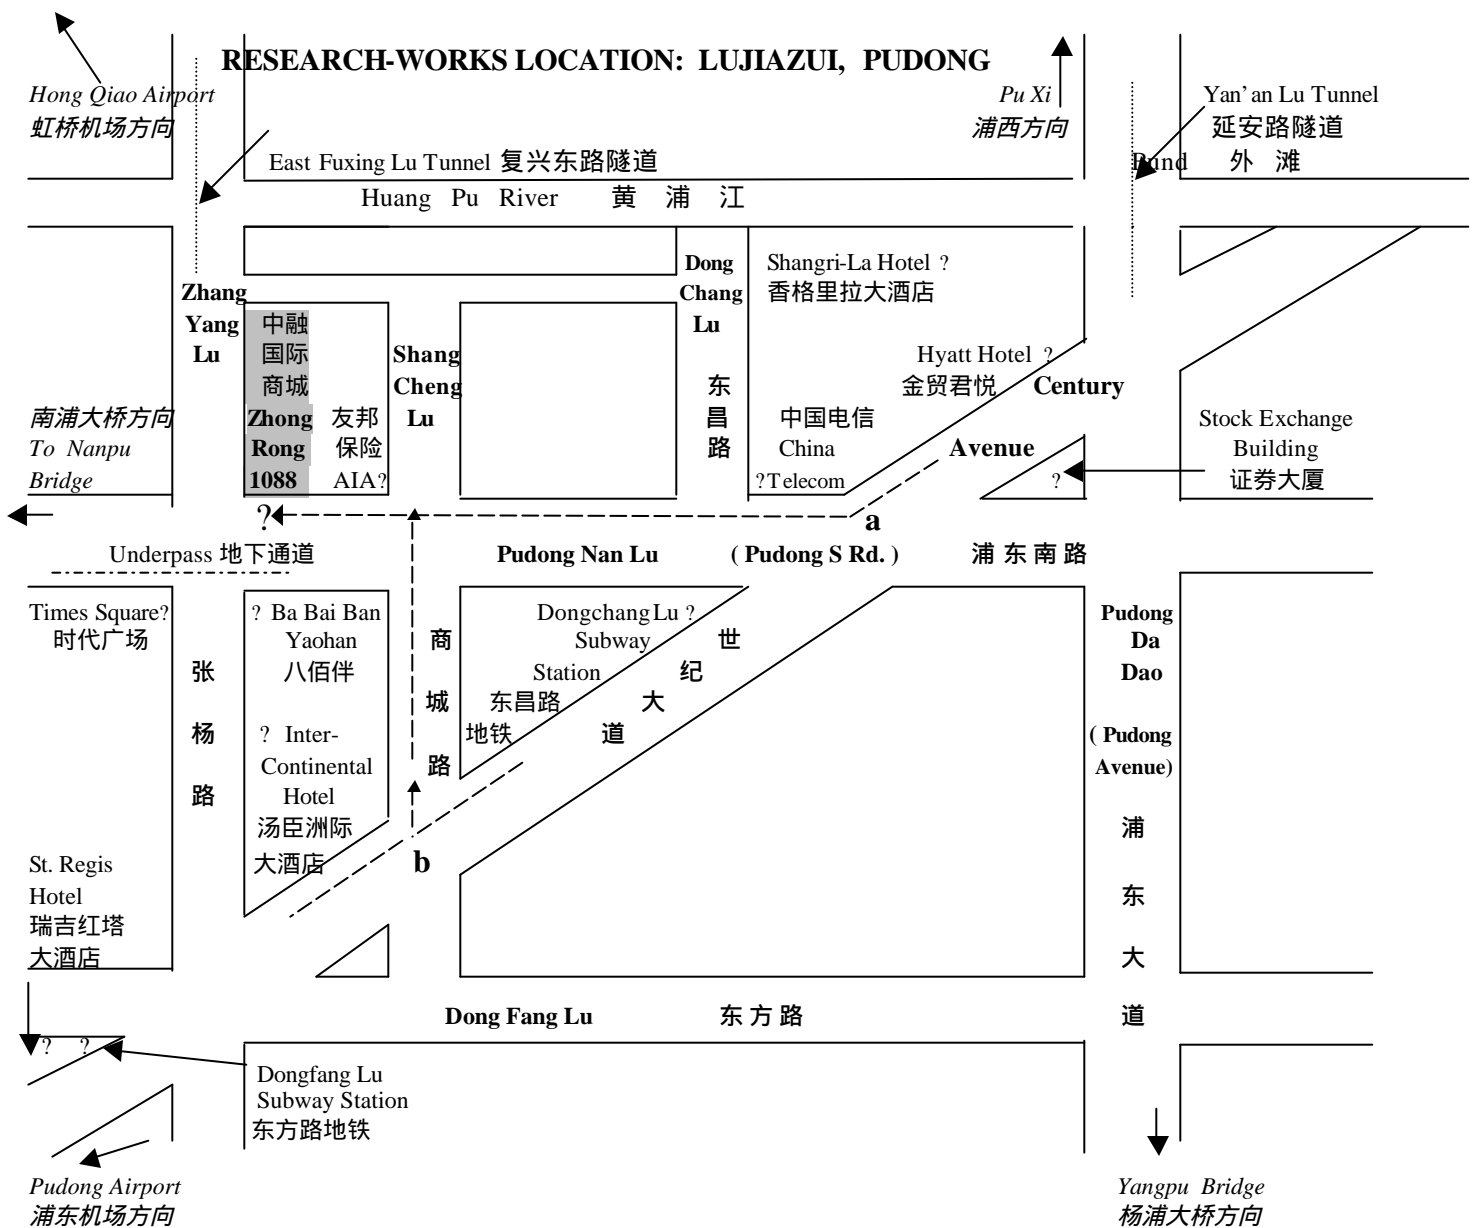 RESEARCH-WORKS LOCATION: LUJIAZUI, PUDONG
Hong Qiao Airport
虹桥机场方向
Pu Xi
浦西方向
Yan'an Lu Tunnel
延安路隧道
East Fuxing Lu Tunnel 复兴东路隧道
Bund 外 滩
Huang Pu River 黄 浦 江
Zhang
Yang
Lu
中融
国际
商城
Zhong
Rong
1088
友邦
保险
AIA?
Shang
Cheng
Lu
Dong
Chang
Lu
东
昌
路
Shangri-La Hotel ?
香格里拉大酒店
Hyatt Hotel ?
金贸君悦
Century
Avenue
中国电信
China
?Telecom
Stock Exchange
Building
证券大厦
?
南浦大桥方向
To Nanpu
Bridge
?
a
Underpass 地下通道
Pudong Nan Lu ( Pudong S Rd. ) 浦东南路
Times Square?
时代广场
? Ba Bai Ban
Yaohan
八佰伴
? Inter-
Continental
Hotel
汤臣洲际
大酒店
张
杨
路
商
城
路
Dongchang Lu ?
Subway
Station
东昌路
地铁
世
纪
大
道
Pudong
Da
Dao
( Pudong
Avenue)
浦
东
大
道
b
St. Regis
Hotel
瑞吉红塔
大酒店
Dong Fang Lu 东方路
? ?
Dongfang Lu
Subway Station
东方路地铁
Pudong Airport
浦东机场方向
Yangpu Bridge
杨浦大桥方向